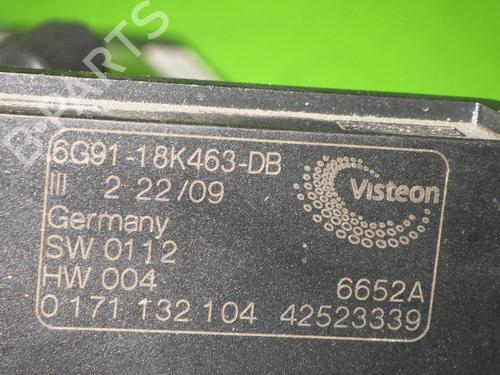 B-PARTS
6G91-18K463-DB
III 2 22/09
Visteon
Germany
SW 0112
HW 004
6652A
0 171 132 104 42523339